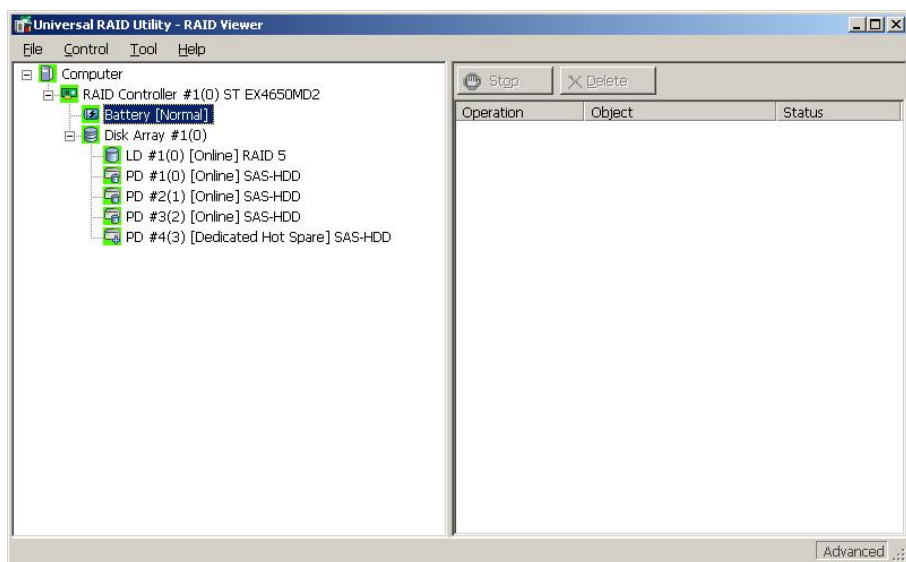 Universal RAID Utility - RAID Viewer
File Control Tool Help
Computer
RAID Controller #1(0) ST EX4650MD2
Battery [Normal]
Disk Array #1(0)
LD #1(0) [Online] RAID 5
PD #1(0) [Online] SAS-HDD
PD #2(1) [Online] SAS-HDD
PD #3(2) [Online] SAS-HDD
PD #4(3) [Dedicated Hot Spare] SAS-HDD
Stop Delete
Operation Object Status
Advanced